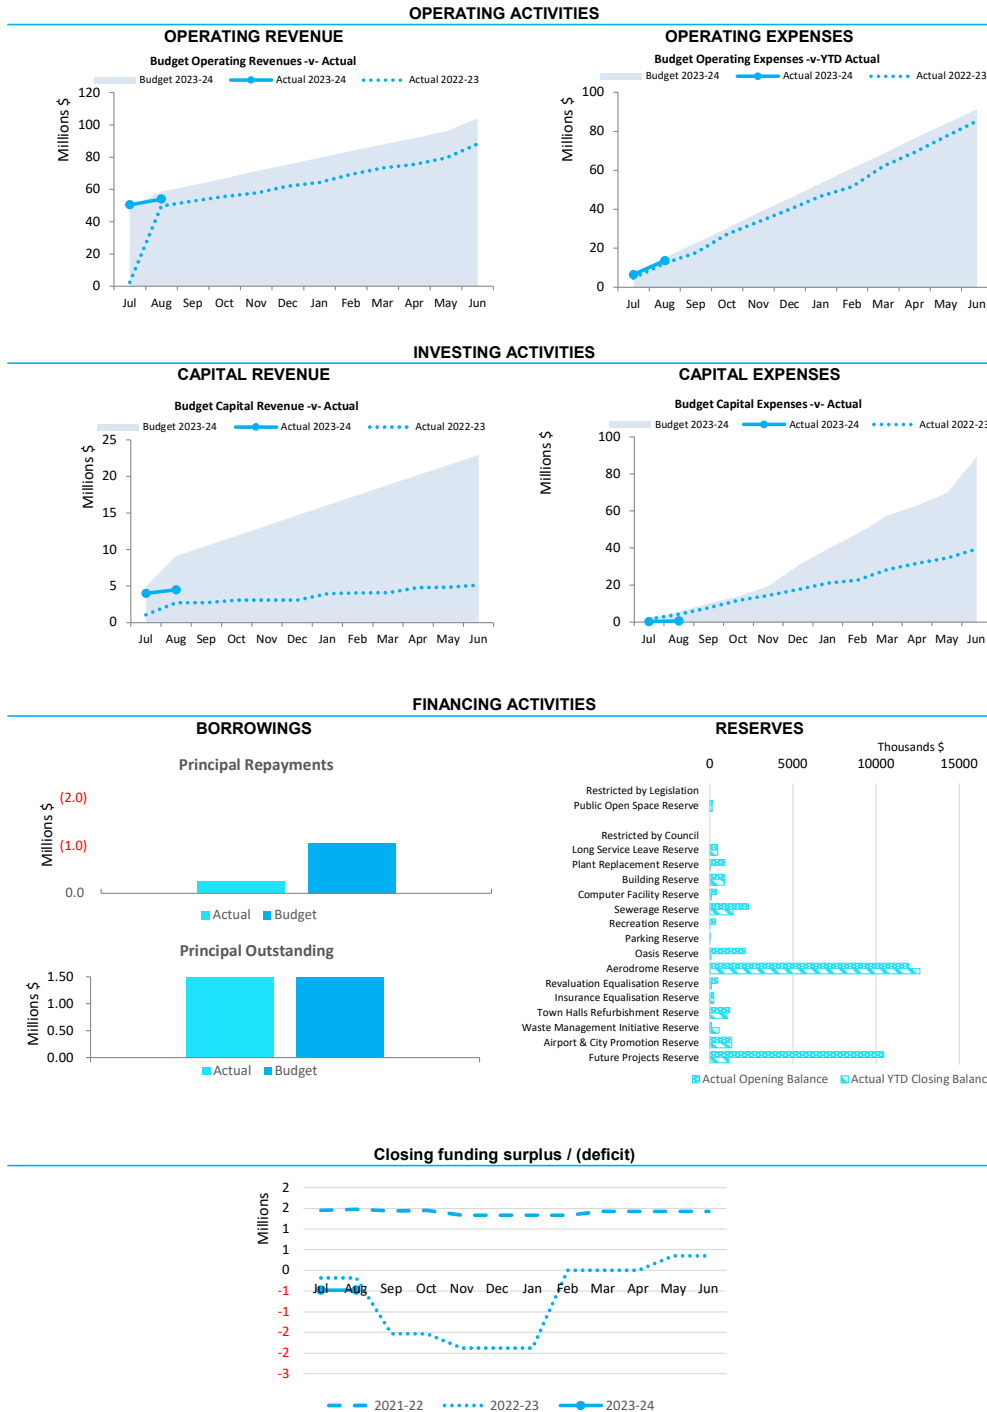 OPERATING ACTIVITIES
OPERATING REVENUE
Budget Operating Revenues -v- Actual
Budget 2023-24 Actual 2023-24 Actual 2022-23
Millions $
120
100
80
60
40
20
0
Jul Aug Sep Oct Nov Dec Jan Feb Mar Apr May Jun
OPERATING EXPENSES
Budget Operating Expenses -v-YTD Actual
Budget 2023-24 Actual 2023-24 Actual 2022-23
Millions $
100
80
60
40
20
0
Jul Aug Sep Oct Nov Dec Jan Feb Mar Apr May Jun
INVESTING ACTIVITIES
CAPITAL REVENUE
Budget Capital Revenue -v- Actual
Budget 2023-24 Actual 2023-24 Actual 2022-23
Millions $
25
20
15
10
5
0
Jul Aug Sep Oct Nov Dec Jan Feb Mar Apr May Jun
CAPITAL EXPENSES
Budget Capital Expenses -v- Actual
Budget 2023-24 Actual 2023-24 Actual 2022-23
Millions $
100
80
60
40
20
0
Jul Aug Sep Oct Nov Dec Jan Feb Mar Apr May Jun
FINANCING ACTIVITIES
BORROWINGS
Principal Repayments
Millions $
(2.0)
(1.0)
0.0
Actual Budget
Principal Outstanding
Millions $
1.50
1.00
0.50
0.00
Actual Budget
RESERVES
Thousands $
0 5000 10000 15000
Restricted by Legislation
Public Open Space Reserve
Restricted by Council
Long Service Leave Reserve
Plant Replacement Reserve
Building Reserve
Computer Facility Reserve
Sewerage Reserve
Recreation Reserve
Parking Reserve
Oasis Reserve
Aerodrome Reserve
Revaluation Equalisation Reserve
Insurance Equalisation Reserve
Town Halls Refurbishment Reserve
Waste Management Initiative Reserve
Airport & City Promotion Reserve
Future Projects Reserve
Actual Opening Balance Actual YTD Closing Balanc
Closing funding surplus / (deficit)
Millions
2
2
1
1
0
-1
-1
-2
-2
-3
Jul Aug Sep Oct Nov Dec Jan Feb Mar Apr May Jun
2021-22 2022-23 2023-24